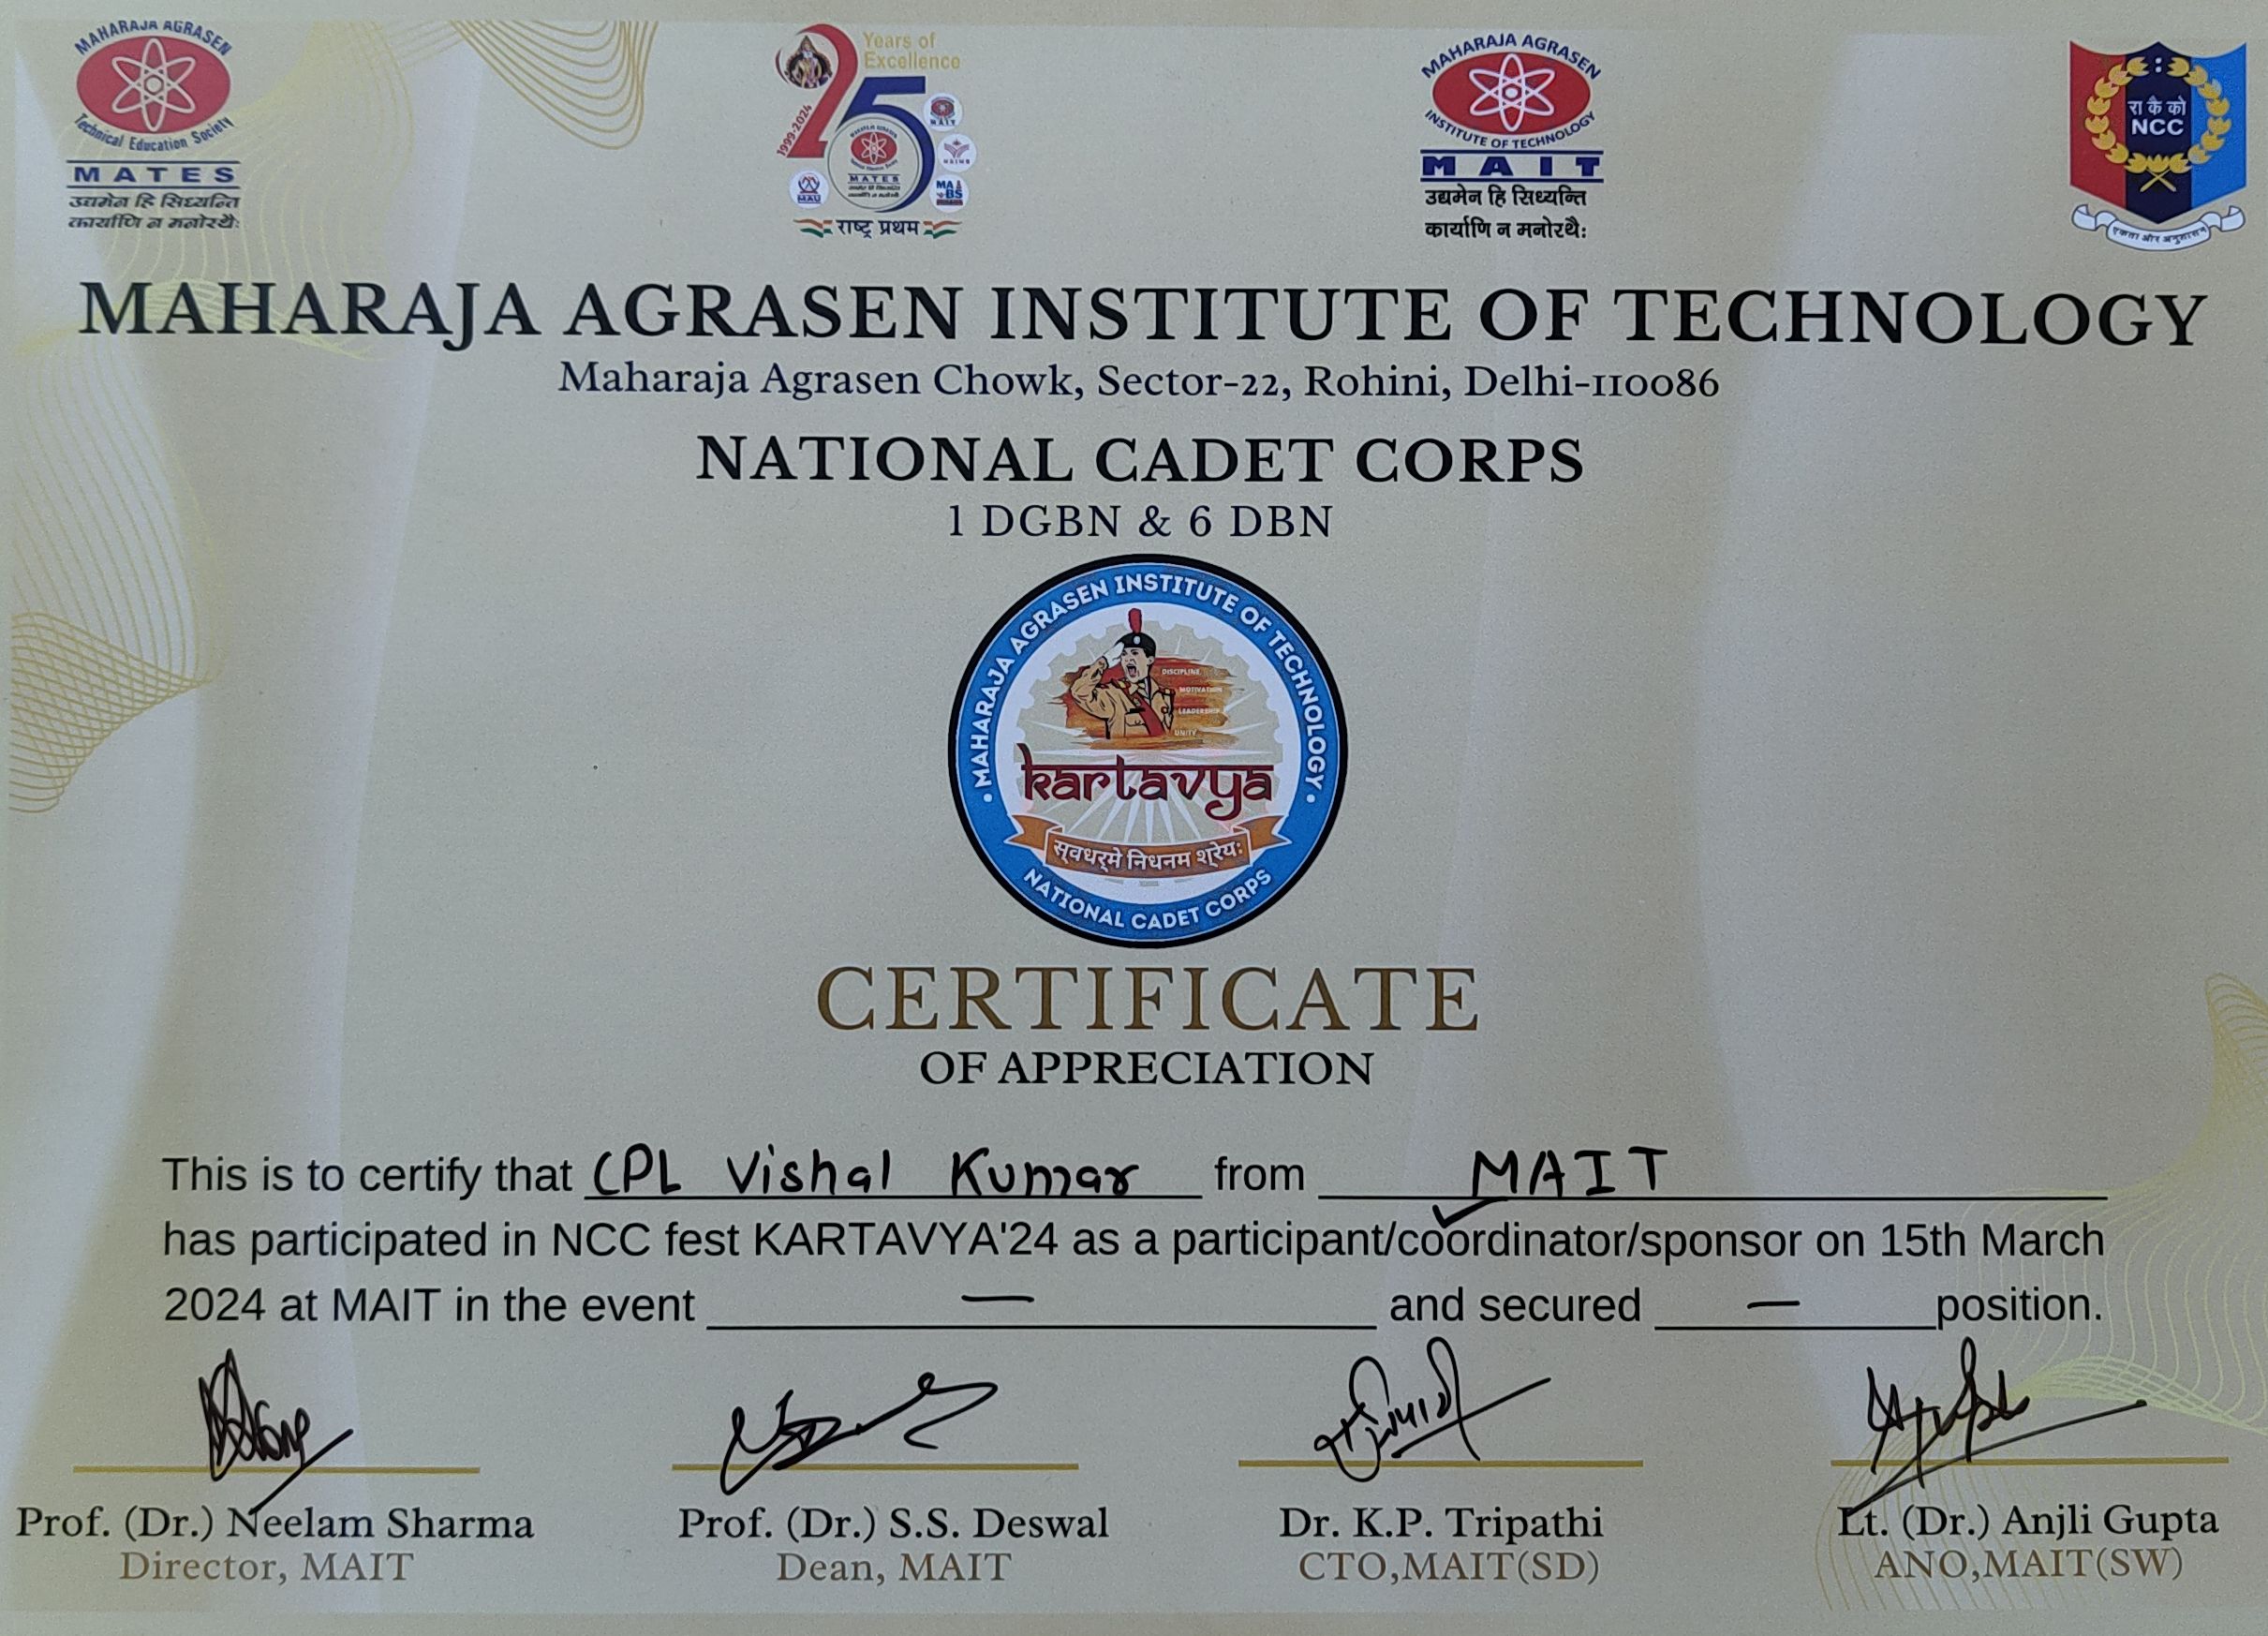 MAHARAJA AGRASEN
Technical Education Society
MATES
उद्यमेन हि सिध्यन्ति
कार्याणि न मनोरथै:
Years of
Excellence
25
1999-2024
MAIT
MATES
MAU
MABS
राष्ट्र प्रथम
MAHARAJA AGRASEN
INSTITUTE OF TECHNOLOGY
MAIT
उद्यमेन हि सिध्यन्ति
कार्याणि न मनोरथै:
रा कै को
NCC
एकता और अनुशासन
MAHARAJA AGRASEN INSTITUTE OF TECHNOLOGY
Maharaja Agrasen Chowk, Sector-22, Rohini, Delhi-110086
NATIONAL CADET CORPS
1 DGBN & 6 DBN
MAHARAJA AGRASEN INSTITUTE OF TECHNOLOGY
DISCIPLINE
MOTIVATION
LEADERSHIP
UNITY
kartavya
स्वधर्मे निधनम श्रेय:
NATIONAL CADET CORPS
CERTIFICATE
OF APPRECIATION
This is to certify that CPL Vishal Kumar from MAIT
has participated in NCC fest KARTAVYA'24 as a participant/coordinator/sponsor on 15th March
2024 at MAIT in the event — and secured — position.
Prof. (Dr.) Neelam Sharma
Director, MAIT
Prof. (Dr.) S.S. Deswal
Dean, MAIT
Dr. K.P. Tripathi
CTO,MAIT(SD)
Lt. (Dr.) Anjli Gupta
ANO,MAIT(SW)